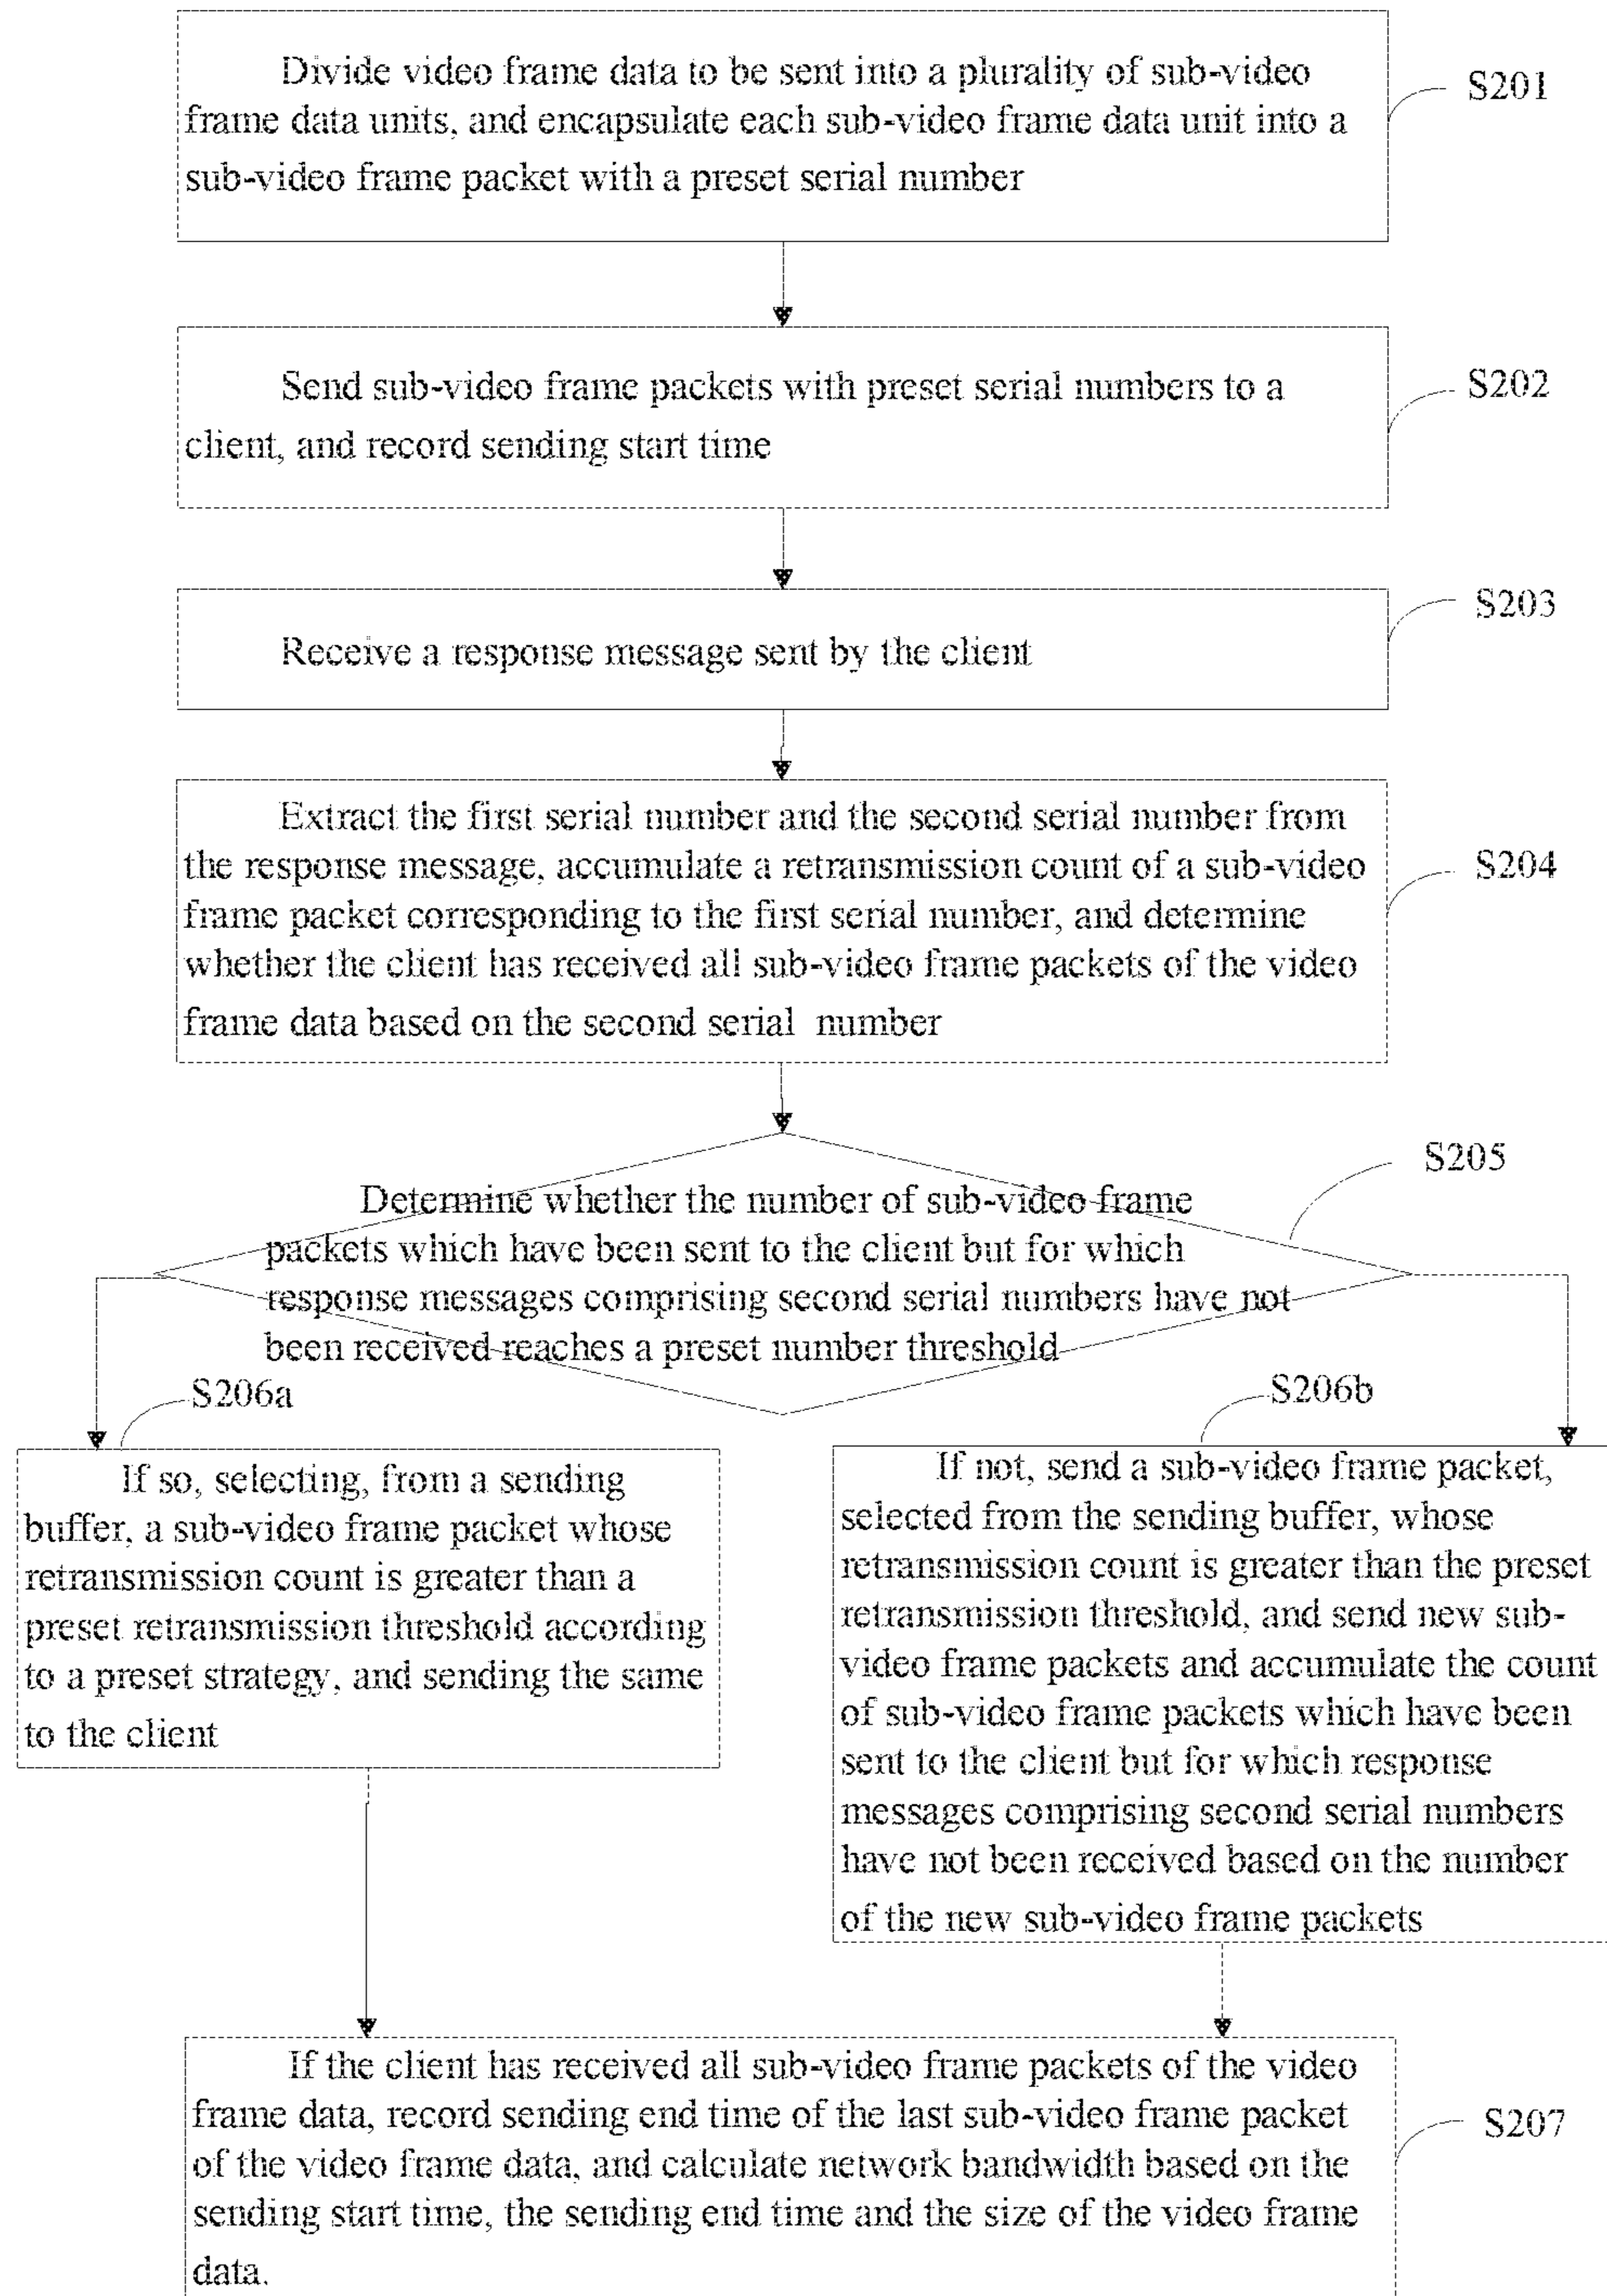 Divide video frame data to be sent into a plurality of sub-video
frame data units, and encapsulate each sub-video frame data unit into a
sub-video frame packet with a preset serial number
S201
Send sub-video frame packets with preset serial numbers to a
client, and record sending start time
S202
Receive a response message sent by the client
S203
Extract the first serial number and the second serial number from
the response message, accumulate a retransmission count of a sub-video
frame packet corresponding to the first serial number, and determine
whether the client has received all sub-video frame packets of the video
frame data based on the second serial number
S204
Determine whether the number of sub-video frame
packets which have been sent to the client but for which
response messages comprising second serial numbers have not
been received reaches a preset number threshold
S205
S206a
If so, selecting, from a sending
buffer, a sub-video frame packet whose
retransmission count is greater than a
preset retransmission threshold according
to a preset strategy, and sending the same
to the client
S206b
If not, send a sub-video frame packet,
selected from the sending buffer, whose
retransmission count is greater than the preset
retransmission threshold, and send new sub-
video frame packets and accumulate the count
of sub-video frame packets which have been
sent to the client but for which response
messages comprising second serial numbers
have not been received based on the number
of the new sub-video frame packets
If the client has received all sub-video frame packets of the video
frame data, record sending end time of the last sub-video frame packet
of the video frame data, and calculate network bandwidth based on the
sending start time, the sending end time and the size of the video frame
data.
S207